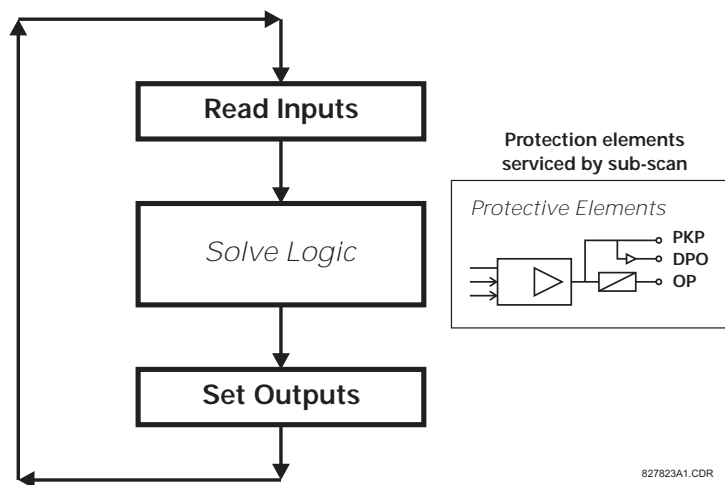 Read Inputs
Solve Logic
Set Outputs
Protection elements
serviced by sub-scan
Protective Elements
PKP
DPO
OP
827823A1.CDR